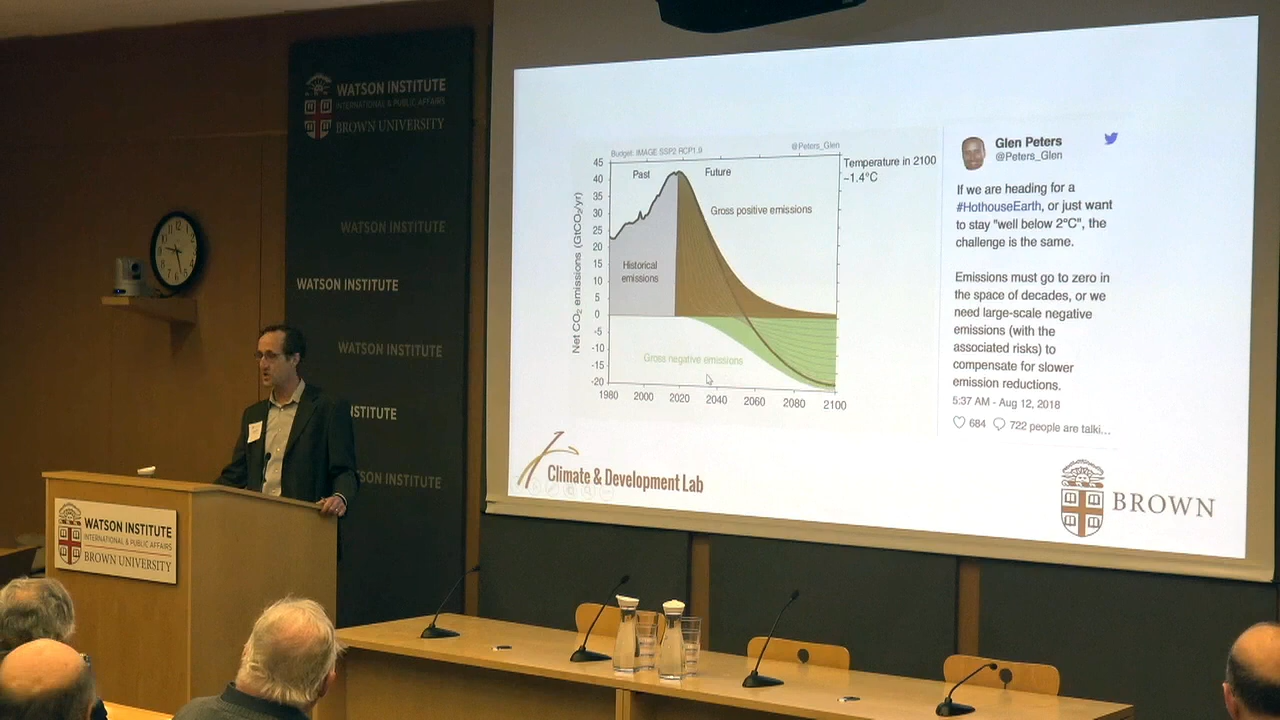 WATSON INSTITUTE
INTERNATIONAL & PUBLIC AFFAIRS
BROWN UNIVERSITY
WATSON INSTITUTE
WATSON INSTITUTE
WATSON INSTITUTE
INSTITUTE
SON INSTITUTE
WATSON INSTITUTE
INTERNATIONAL & PUBLIC AFFAIRS
BROWN UNIVERSITY
Budget: IMAGE SSP2 RCP1.9
@Peters_Glen
Net CO2 emissions (GtCO2/yr)
45
40
35
30
25
20
15
10
5
0
-5
-10
-15
-20
Past
Future
Gross positive emissions
Historical
emissions
Gross negative emissions
1980
2000
2020
2040
2060
2080
2100
Temperature in 2100
~1.4°C
Glen Peters
@Peters_Glen
If we are heading for a
#HothouseEarth, or just want
to stay "well below 2°C", the
challenge is the same.
Emissions must go to zero in
the space of decades, or we
need large-scale negative
emissions (with the
associated risks) to
compensate for slower
emission reductions.
5:37 AM - Aug 12, 2018
684 722 people are talki...
Climate & Development Lab
BROWN